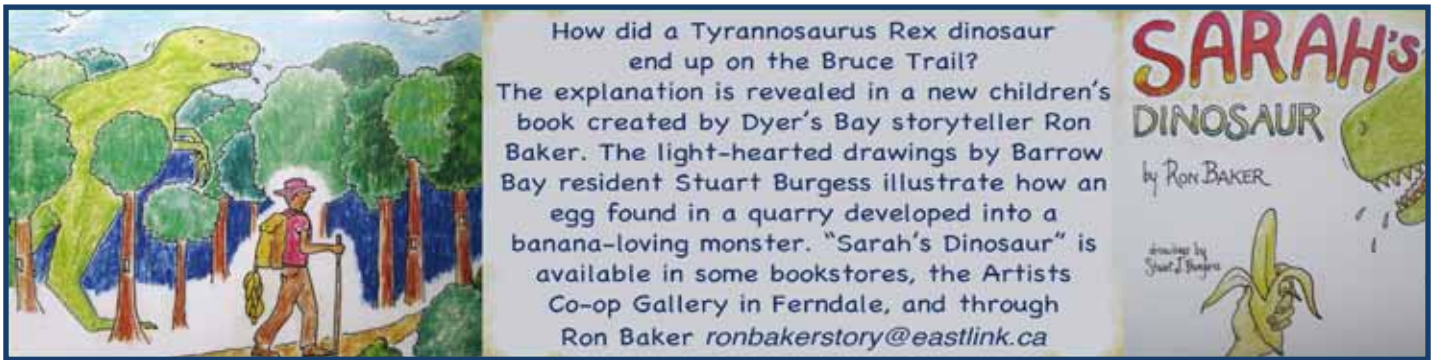 How did a Tyrannosaurus Rex dinosaur
end up on the Bruce Trail?
The explanation is revealed in a new children's
book created by Dyer's Bay storyteller Ron
Baker. The light-hearted drawings by Barrow
Bay resident Stuart Burgess illustrate how an
egg found in a quarry developed into a
banana-loving monster. "Sarah's Dinosaur" is
available in some bookstores, the Artists
Co-op Gallery in Ferndale, and through
Ron Baker ronbakerstory@eastlink.ca
SARAH's
DINOSAUR
by RON BAKER
drawings by
Stuart J. Burgess